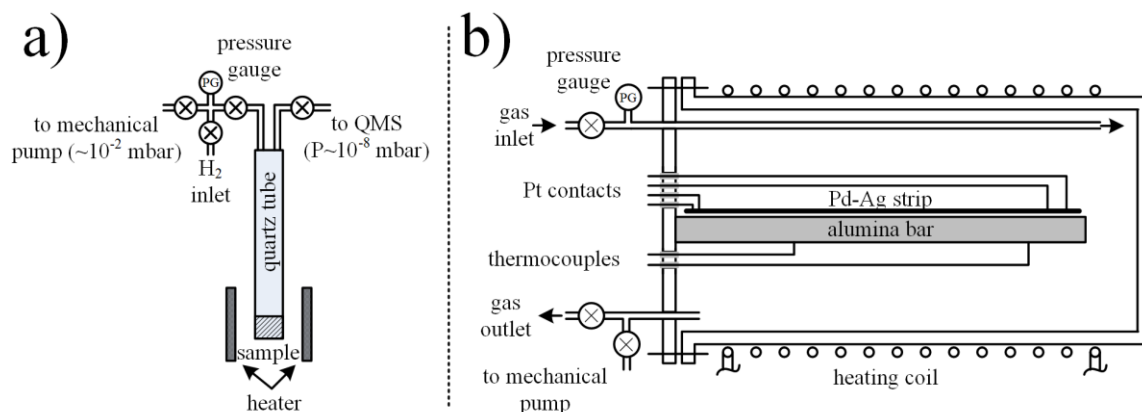 a)
pressure
gauge
PG
to mechanical
pump (~10⁻² mbar)
H₂
inlet
to QMS
(P~10⁻⁸ mbar)
quartz tube
sample
heater
b)
pressure
gauge
PG
gas
inlet
Pt contacts
Pd-Ag strip
alumina bar
thermocouples
gas
outlet
to mechanical
pump
heating coil